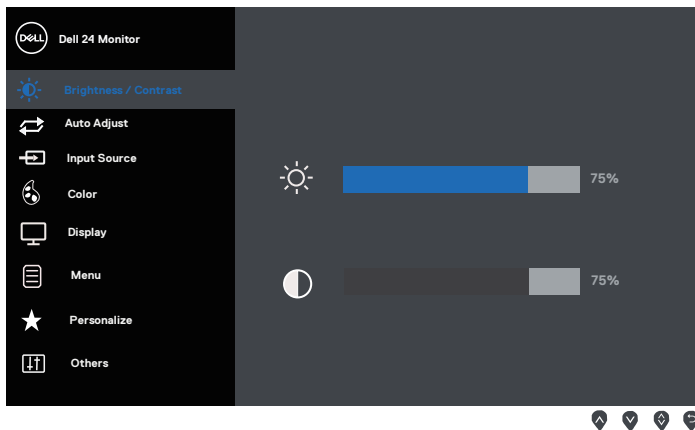 DELL
Dell 24 Monitor
Brightness / Contrast
Auto Adjust
Input Source
Color
Display
Menu
Personalize
Others
75%
75%